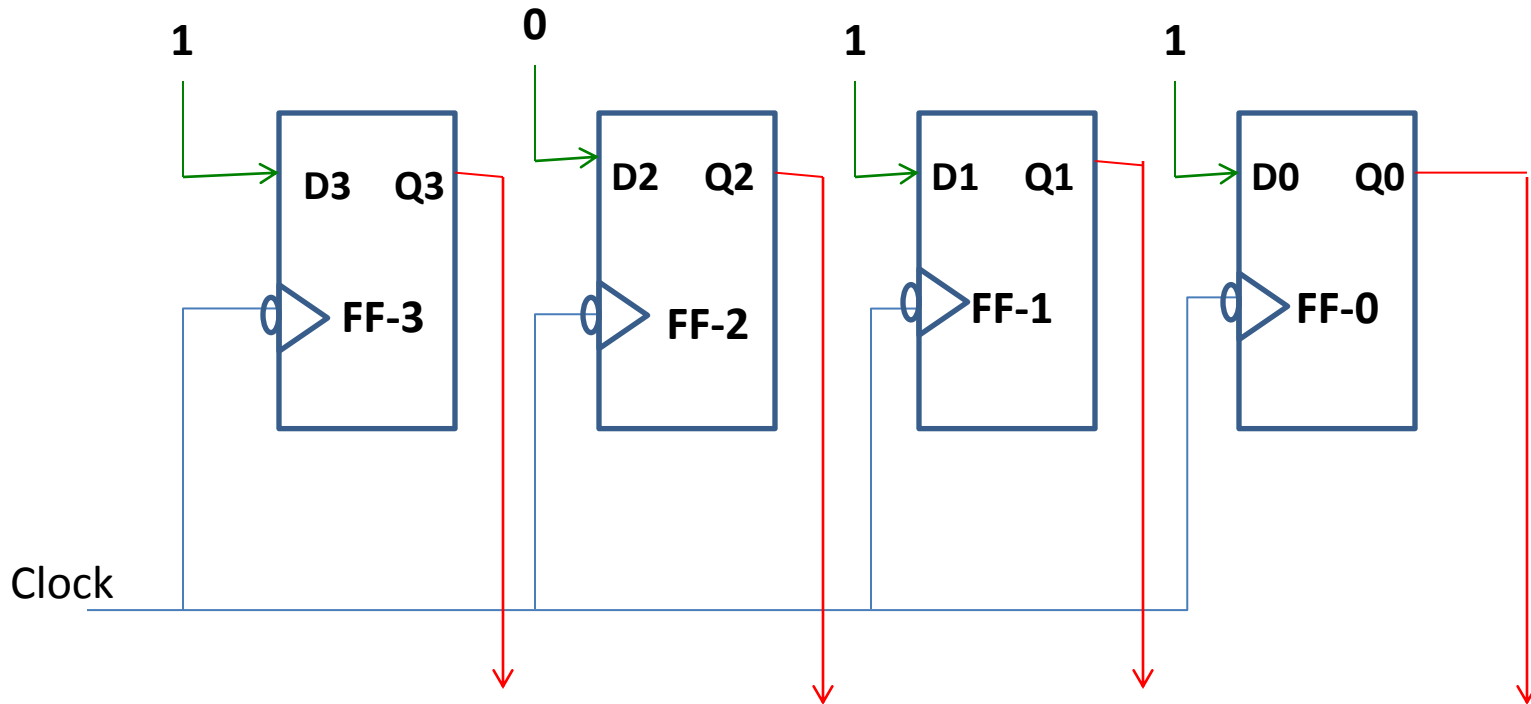 1 0 1 1
D3 Q3 D2 Q2 D1 Q1 D0 Q0
FF-3 FF-2 FF-1 FF-0
Clock